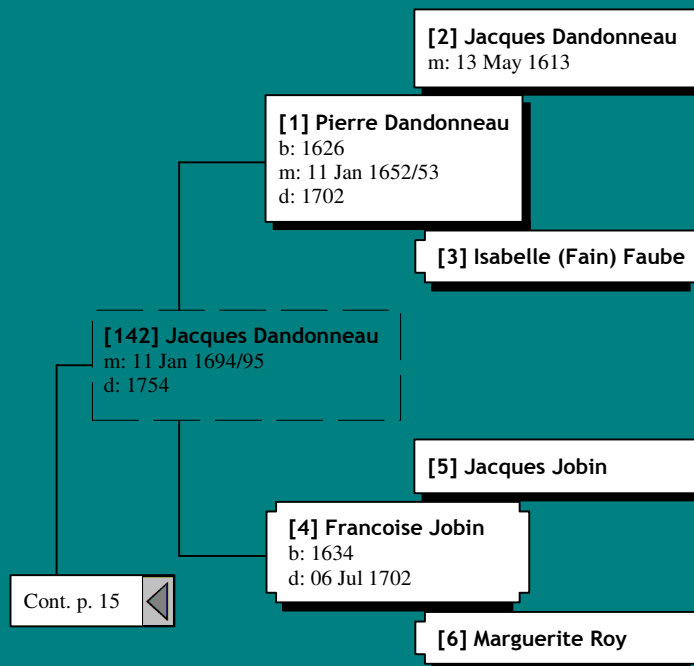 [2] Jacques Dandonneau
m: 13 May 1613
[1] Pierre Dandonneau
b: 1626
m: 11 Jan 1652/53
d: 1702
[3] Isabelle (Fain) Faube
[142] Jacques Dandonneau
m: 11 Jan 1694/95
d: 1754
[5] Jacques Jobin
[4] Francoise Jobin
b: 1634
d: 06 Jul 1702
Cont. p. 15
[6] Marguerite Roy